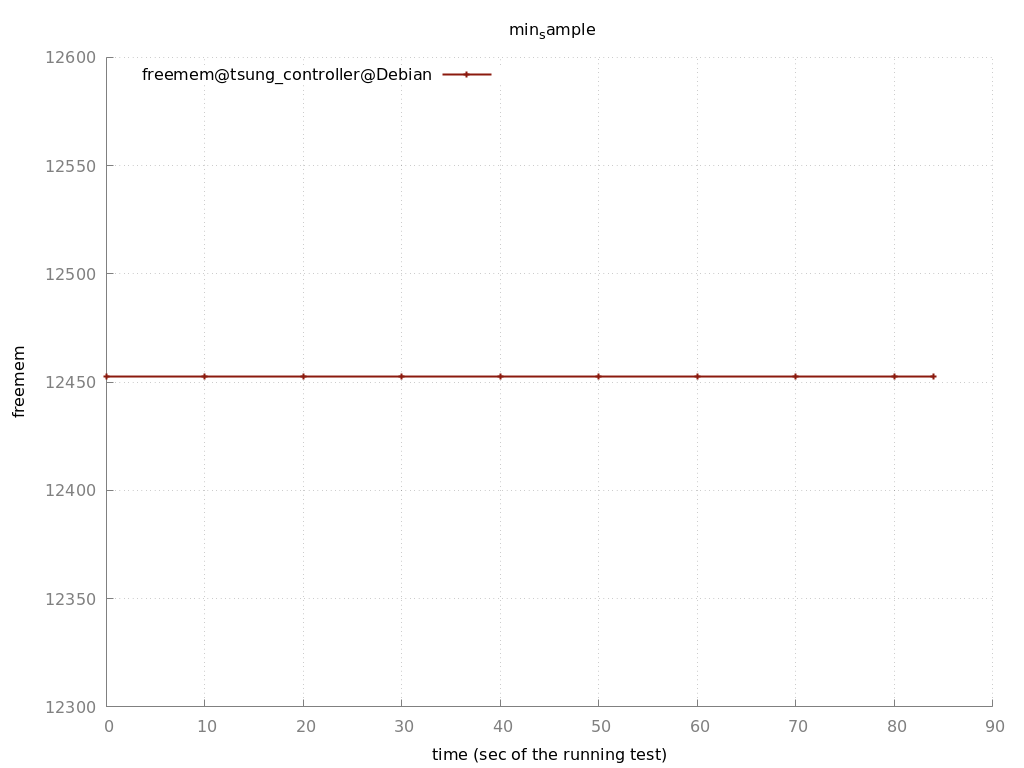 minsample
12600
freemem@tsung_controller@Debian
12550
12500
12450
freemem
12400
12350
12300
0 10 20 30 40 50 60 70 80 90
time (sec of the running test)